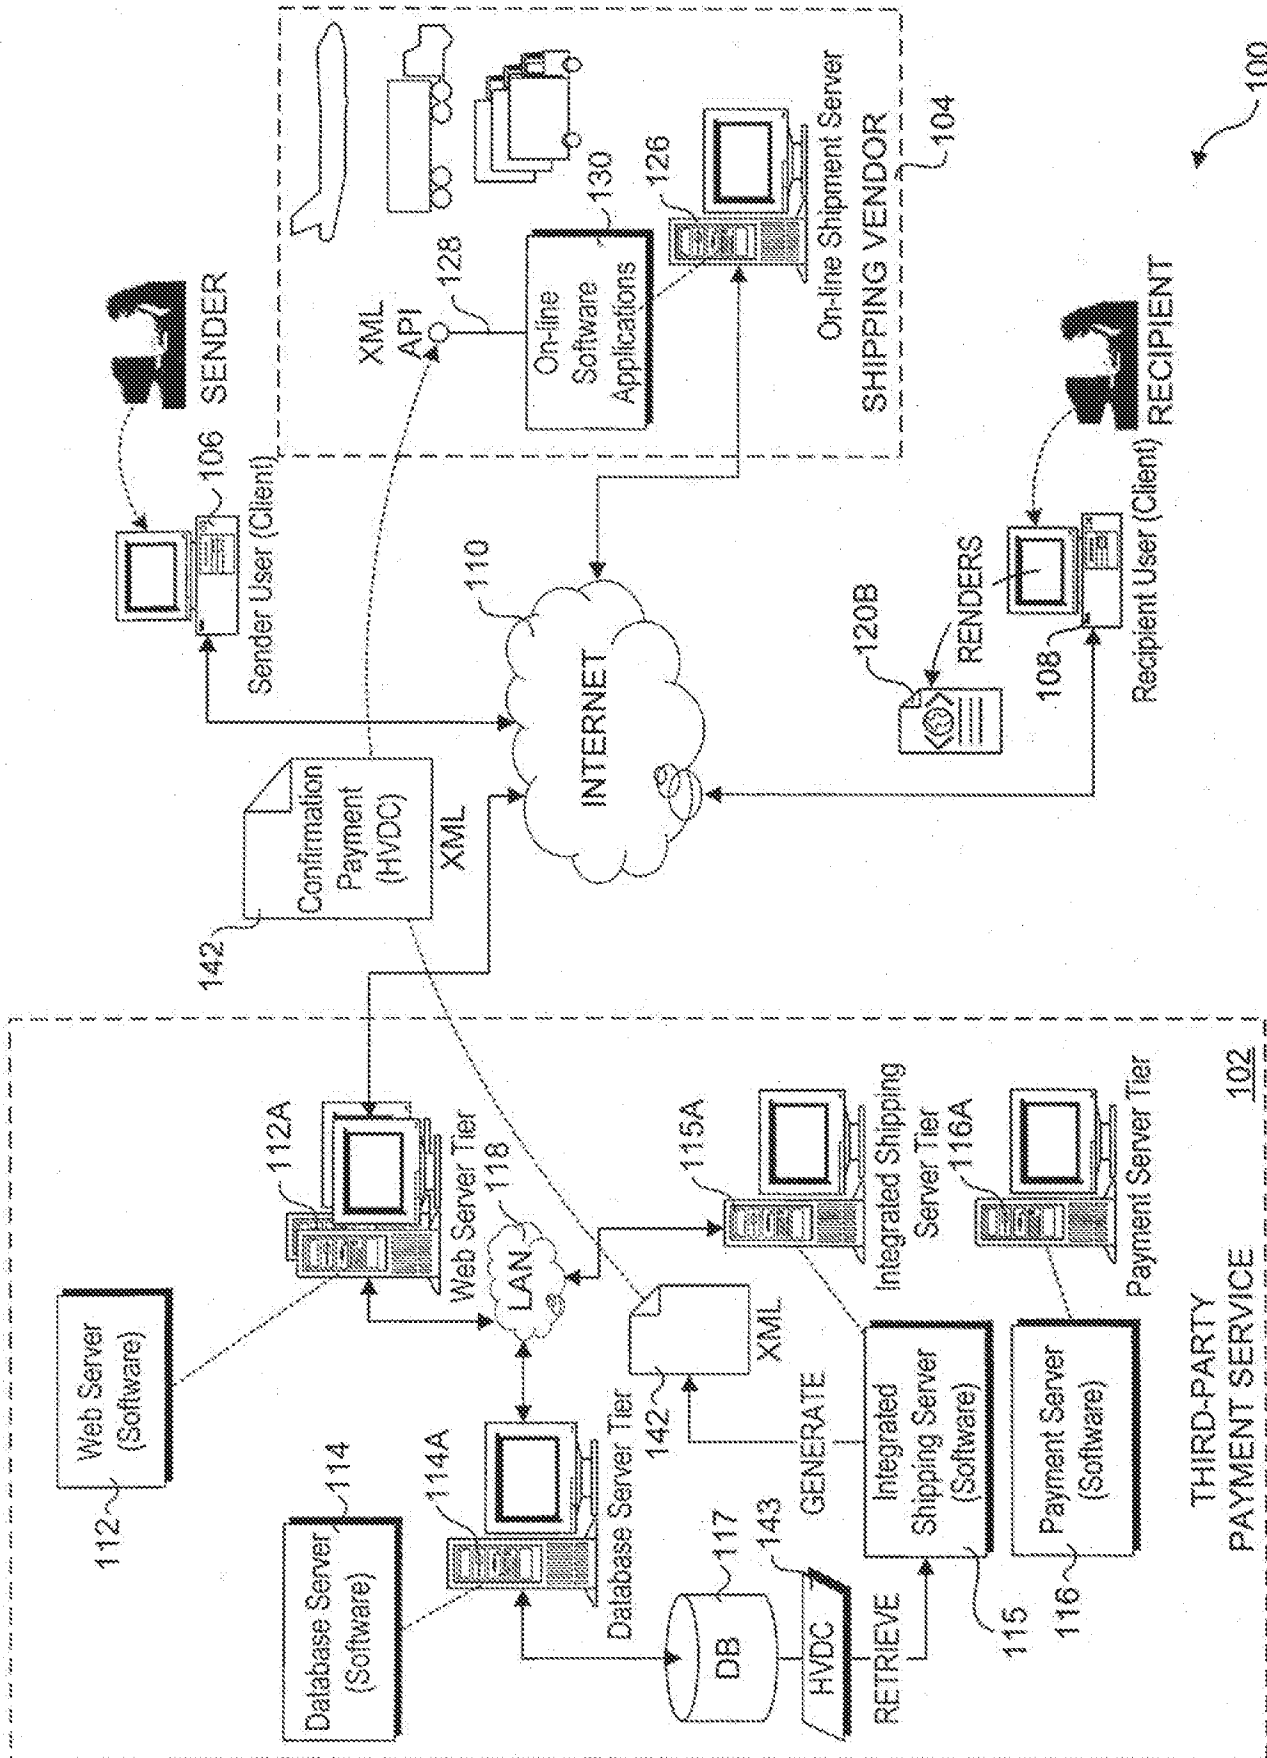 Web Server
(Software)
112
Database Server
(Software)
114
112A
Web Server Tier
114A
Database Server Tier
LAN
118
DB
117
HVDC
143
RETRIEVE
GENERATE
142
XML
115A
Integrated Shipping
Server Tier
Integrated
Shipping Server
(Software)
115
116A
Payment Server Tier
Payment Server
(Software)
116
THIRD-PARTY
PAYMENT SERVICE
102
142
Confirmation
Payment
(HVDC)
XML
INTERNET
110
SENDER
106
Sender User (Client)
XML
API
128
On-line
Software
Applications
130
126
On-line Shipment Server
SHIPPING VENDOR
104
120B
RENDERS
108
Recipient User (Client)
RECIPIENT
100